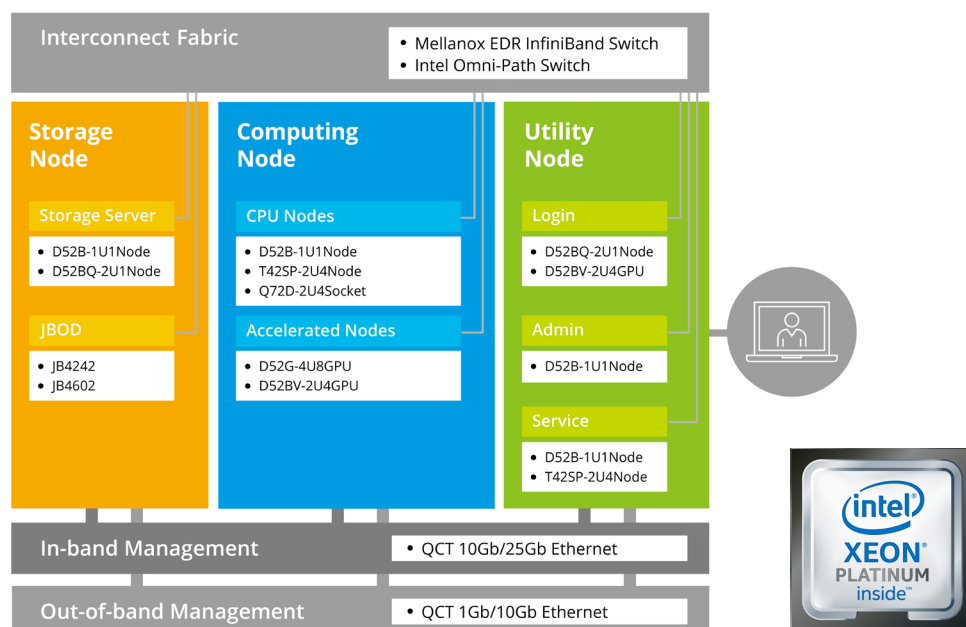 Interconnect Fabric
• Mellanox EDR InfiniBand Switch
• Intel Omni-Path Switch
Storage
Node
Storage Server
• D52B-1U1Node
• D52BQ-2U1Node
JBOD
• JB4242
• JB4602
Computing
Node
CPU Nodes
• D52B-1U1Node
• T42SP-2U4Node
• Q72D-2U4Socket
Accelerated Nodes
• D52G-4U8GPU
• D52BV-2U4GPU
Utility
Node
Login
• D52BQ-2U1Node
• D52BV-2U4GPU
Admin
• D52B-1U1Node
Service
• D52B-1U1Node
• T42SP-2U4Node
In-band Management
• QCT 10Gb/25Gb Ethernet
Out-of-band Management
• QCT 1Gb/10Gb Ethernet
intel®
XEON®
PLATINUM
inside™